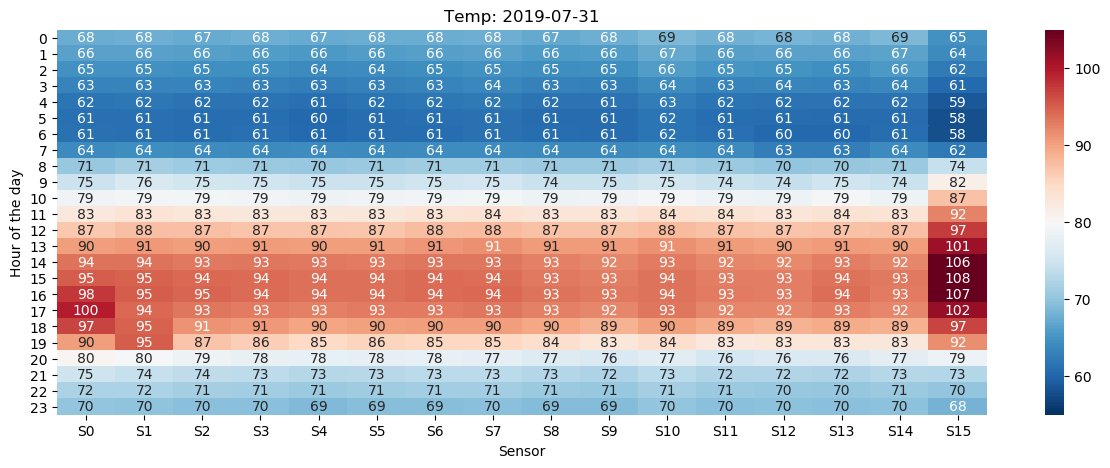 Temp: 2019-07-31
0 68 68 67 68 67 68 68 68 67 68 69 68 68 68 69 65
1 66 66 66 66 66 66 66 66 66 66 67 66 66 66 67 64
2 65 65 65 65 64 64 65 65 65 65 66 65 65 65 66 62
3 63 63 63 63 63 63 63 64 63 63 64 63 64 63 64 61
4 62 62 62 62 61 62 62 62 62 61 63 62 62 62 62 59
5 61 61 61 61 60 61 61 61 61 61 62 61 61 61 61 58
6 61 61 61 61 61 61 61 61 61 61 62 61 60 60 61 58
7 64 64 64 64 64 64 64 64 64 64 64 64 63 63 64 62
8 71 71 71 71 70 71 71 71 71 71 71 71 70 70 71 74
9 75 76 75 75 75 75 75 75 74 75 75 74 74 75 74 82
10 79 79 79 79 79 79 79 79 79 79 79 79 79 79 79 87
11 83 83 83 83 83 83 83 84 83 83 84 84 83 84 83 92
12 87 88 87 87 87 87 88 88 87 87 88 87 87 87 87 97
13 90 91 90 91 90 91 91 91 91 91 91 91 90 91 90 101
14 94 94 93 93 93 93 93 93 93 92 93 92 92 93 92 106
15 95 95 94 94 94 94 94 94 93 93 94 93 93 94 93 108
16 98 95 95 94 94 94 94 94 93 93 94 93 93 94 93 107
17 100 94 93 93 93 93 93 93 93 92 93 92 92 93 92 102
18 97 95 91 91 90 90 90 90 90 89 90 89 89 89 89 97
19 90 95 87 86 85 86 85 85 84 83 84 83 83 83 83 92
20 80 80 79 78 78 78 78 77 77 76 77 76 76 76 77 79
21 75 74 74 73 73 73 73 73 73 72 73 72 72 72 73 73
22 72 72 71 71 71 71 71 71 71 71 71 71 70 70 71 70
23 70 70 70 70 69 69 69 70 69 69 70 70 70 70 70 68
S0 S1 S2 S3 S4 S5 S6 S7 S8 S9 S10 S11 S12 S13 S14 S15
Sensor
Hour of the day
100
90
80
70
60